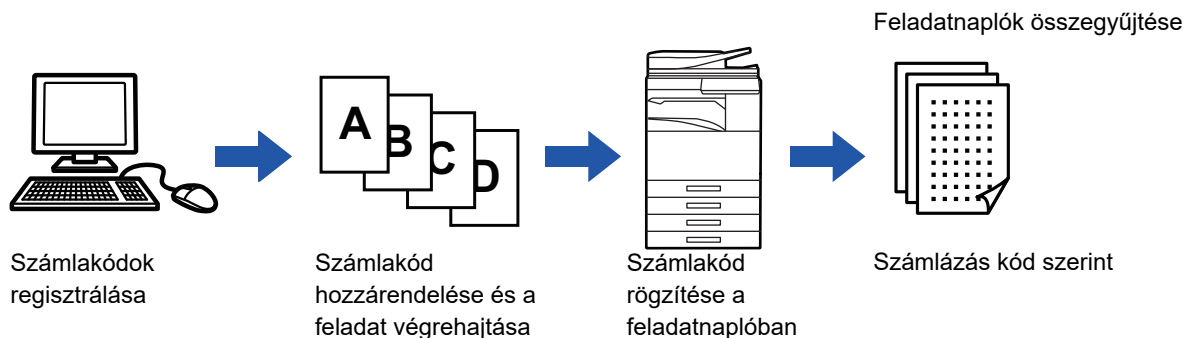 Feladatnaplók összegyűjtése
A
B
C
D
Számlakódok
regisztrálása
Számlakód
hozzárendelése és a
feladat végrehajtása
Számlakód
rögzítése a
feladatnaplóban
Számlázás kód szerint